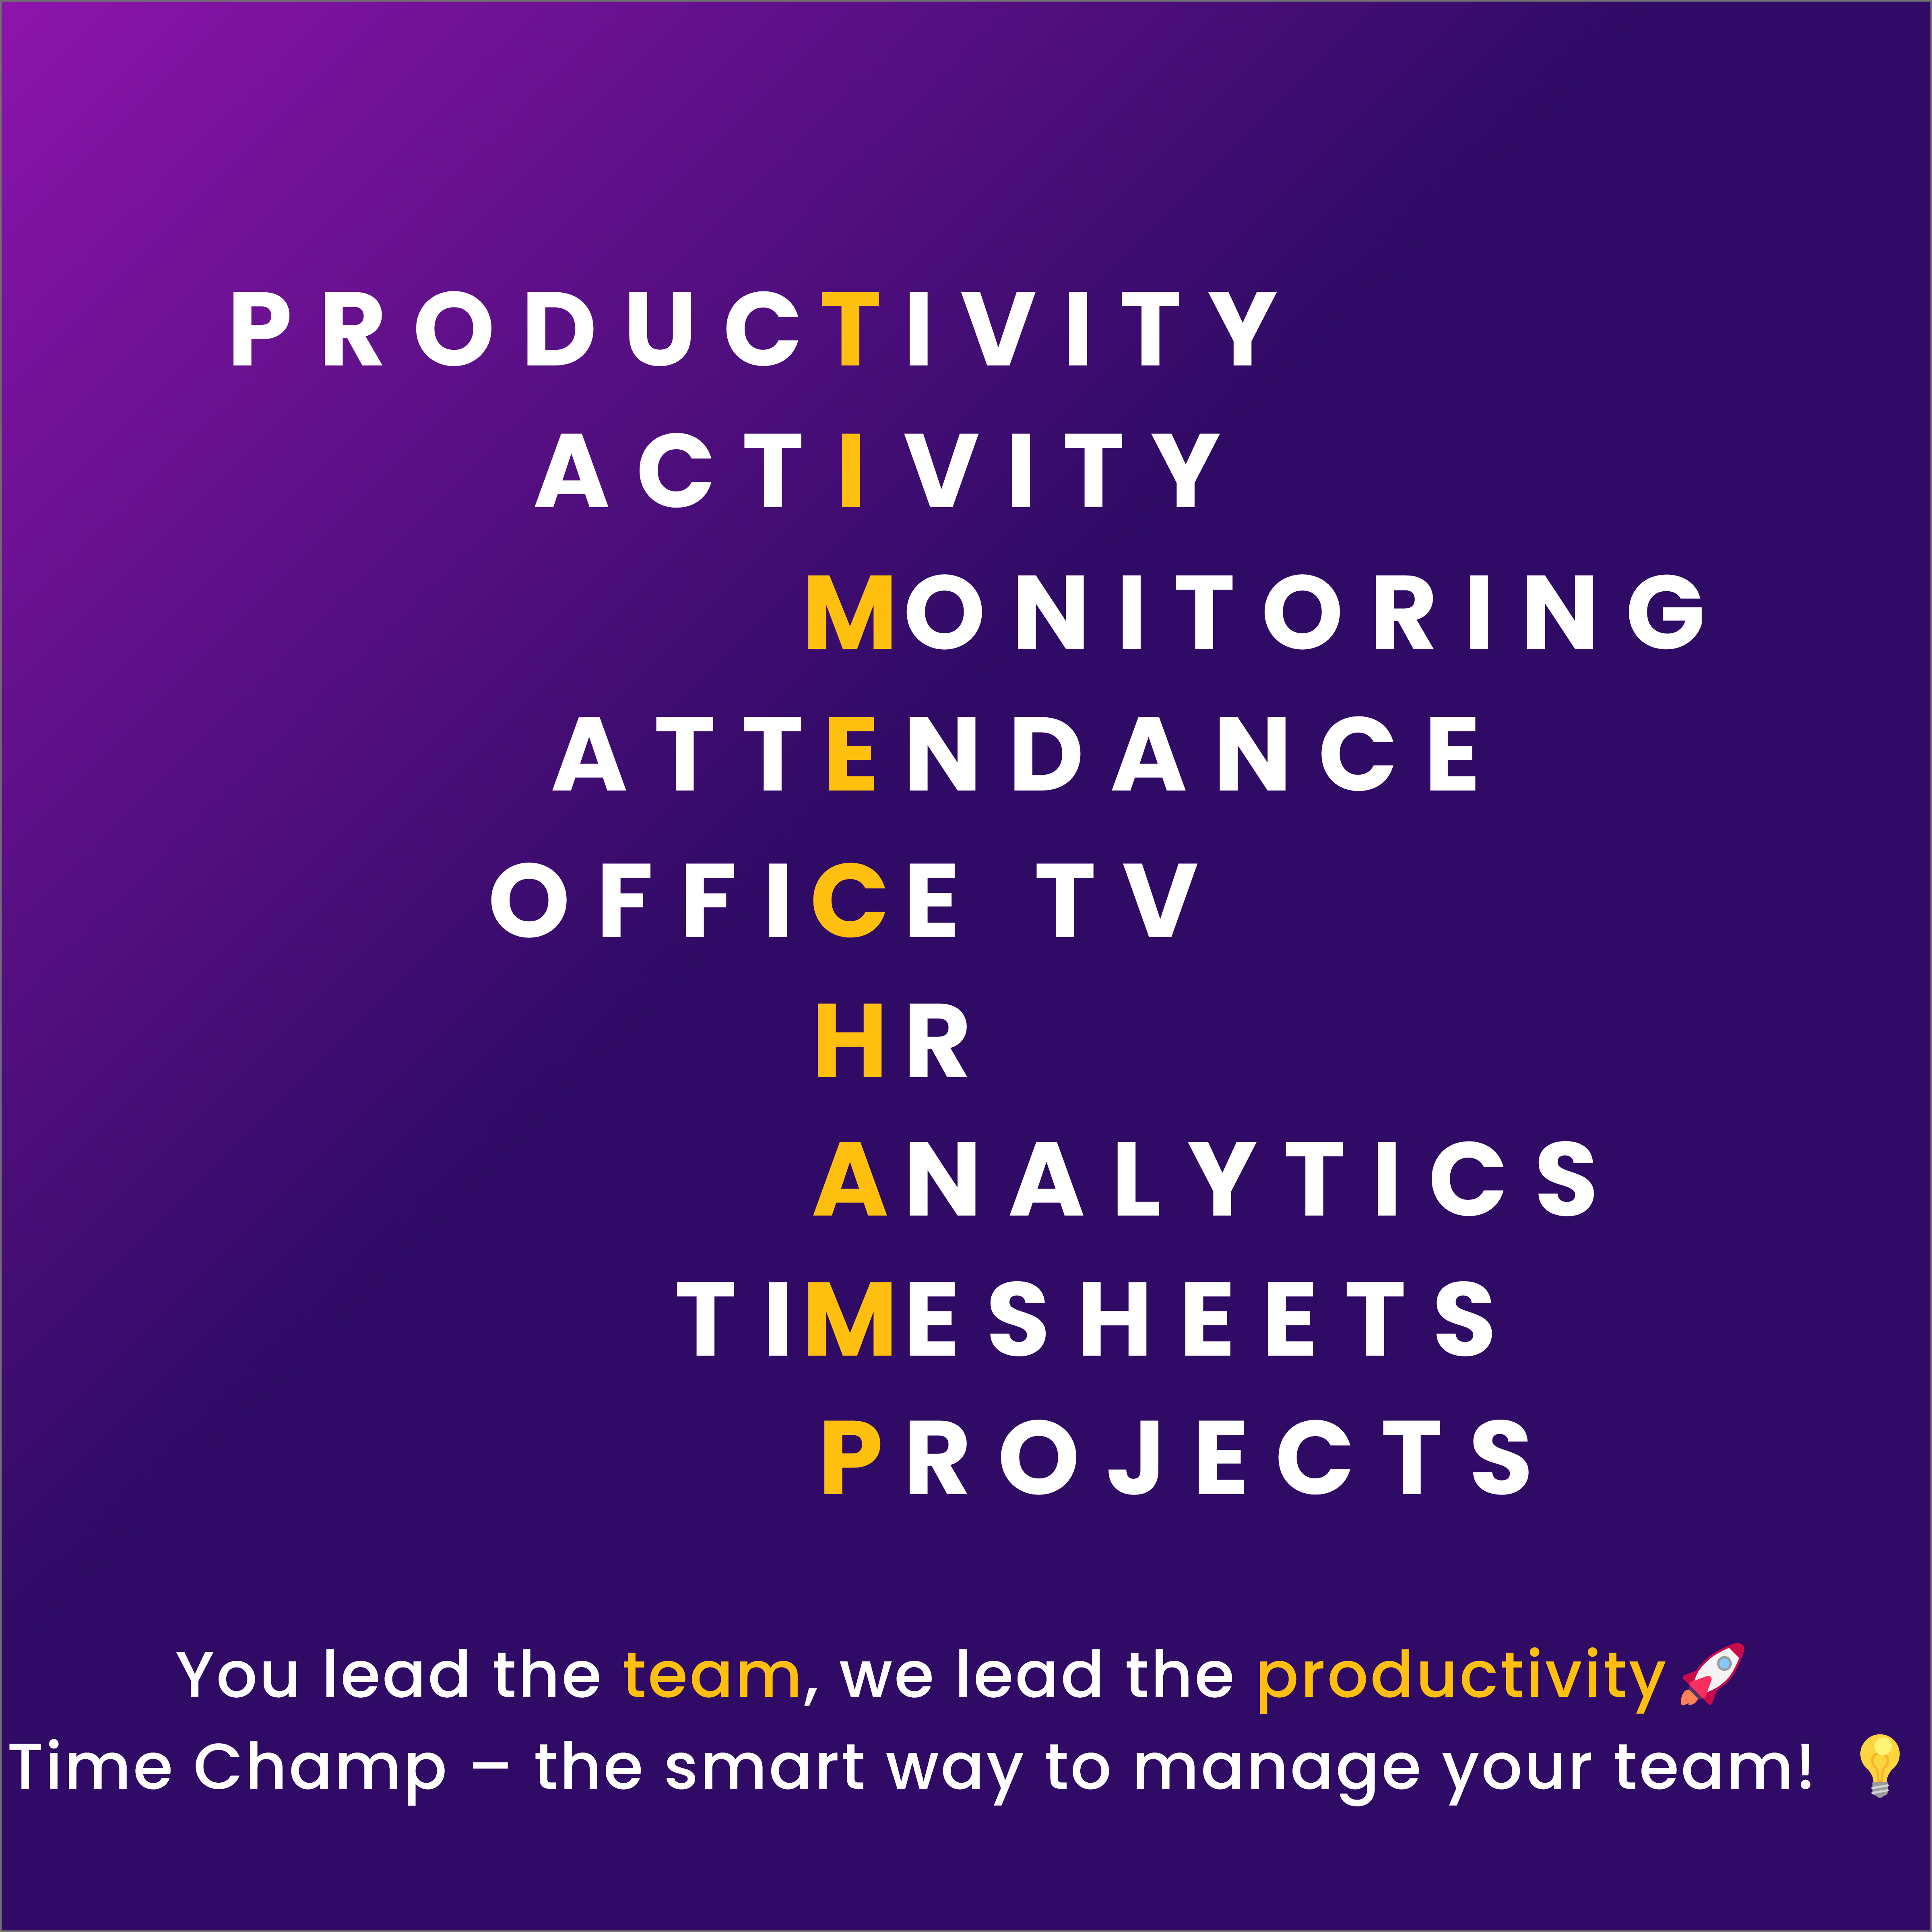 PRODUCTIVITY
ACTIVITY
MONITORING
ATTENDANCE
OFFICE TV
HR
ANALYTICS
TIMESHEETS
PROJECTS
You lead the team, we lead the productivity 🚀
Time Champ – the smart way to manage your team! 💡